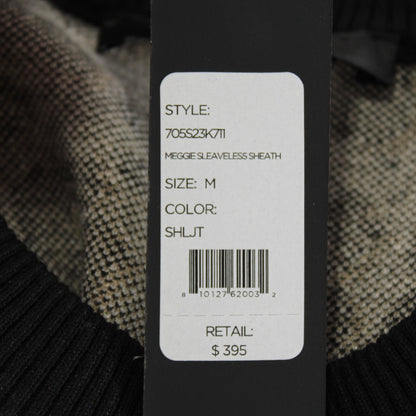 STYLE:
705S23K711
MEGGIE SLEAVELESS SHEATH
SIZE: M
COLOR:
SHLJT
8 10127 62003 2
RETAIL:
$ 395